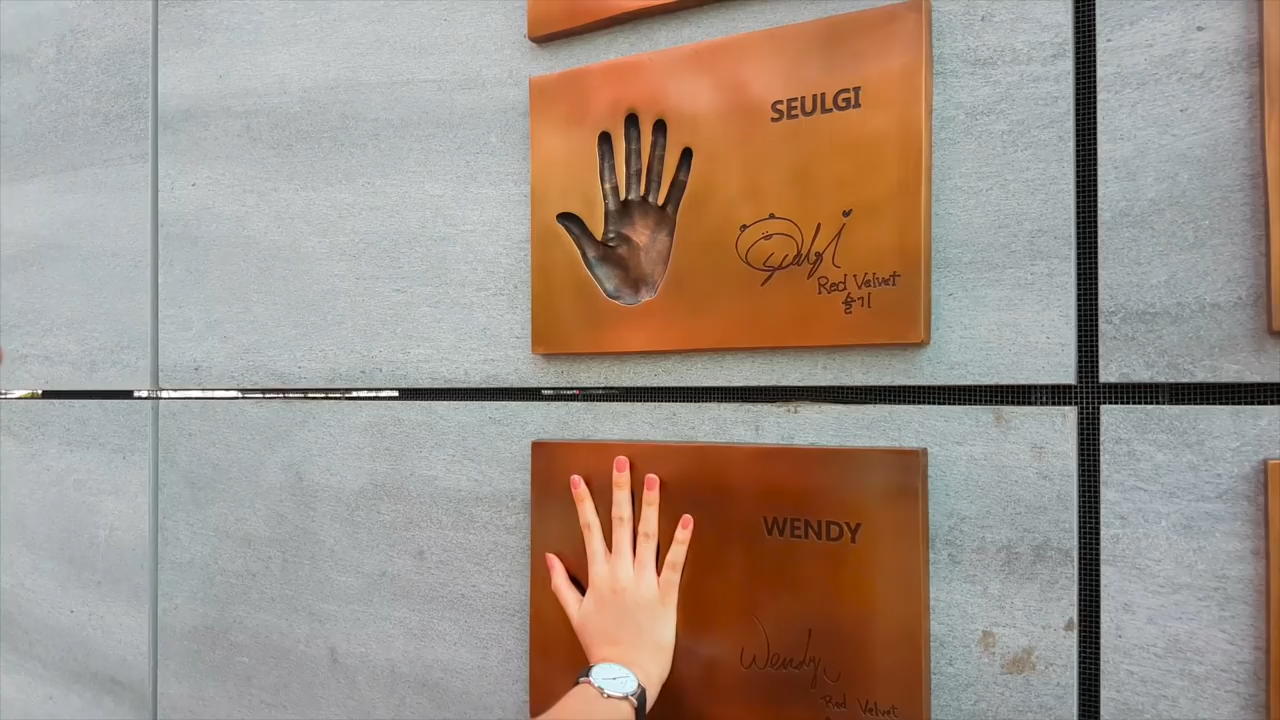 SEULGI
Seulgi
Red Velvet
슬기
WENDY
Wendy
Red Velvet